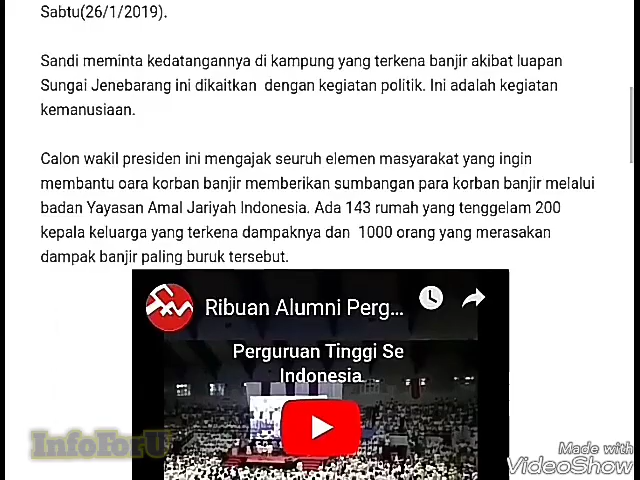 Sabtu(26/1/2019).
Sandi meminta kedatangannya di kampung yang terkena banjir akibat luapan
Sungai Jenebarang ini dikaitkan dengan kegiatan politik. Ini adalah kegiatan
kemanusiaan.
Calon wakil presiden ini mengajak seuruh elemen masyarakat yang ingin
membantu oara korban banjir memberikan sumbangan para korban banjir melalui
badan Yayasan Amal Jariyah Indonesia. Ada 143 rumah yang tenggelam 200
kepala keluarga yang terkena dampaknya dan 1000 orang yang merasakan
dampak banjir paling buruk tersebut.
Ribuan Alumni Perg...
Perguruan Tinggi Se
Indonesia
InfoForU
Made with
VideoShow